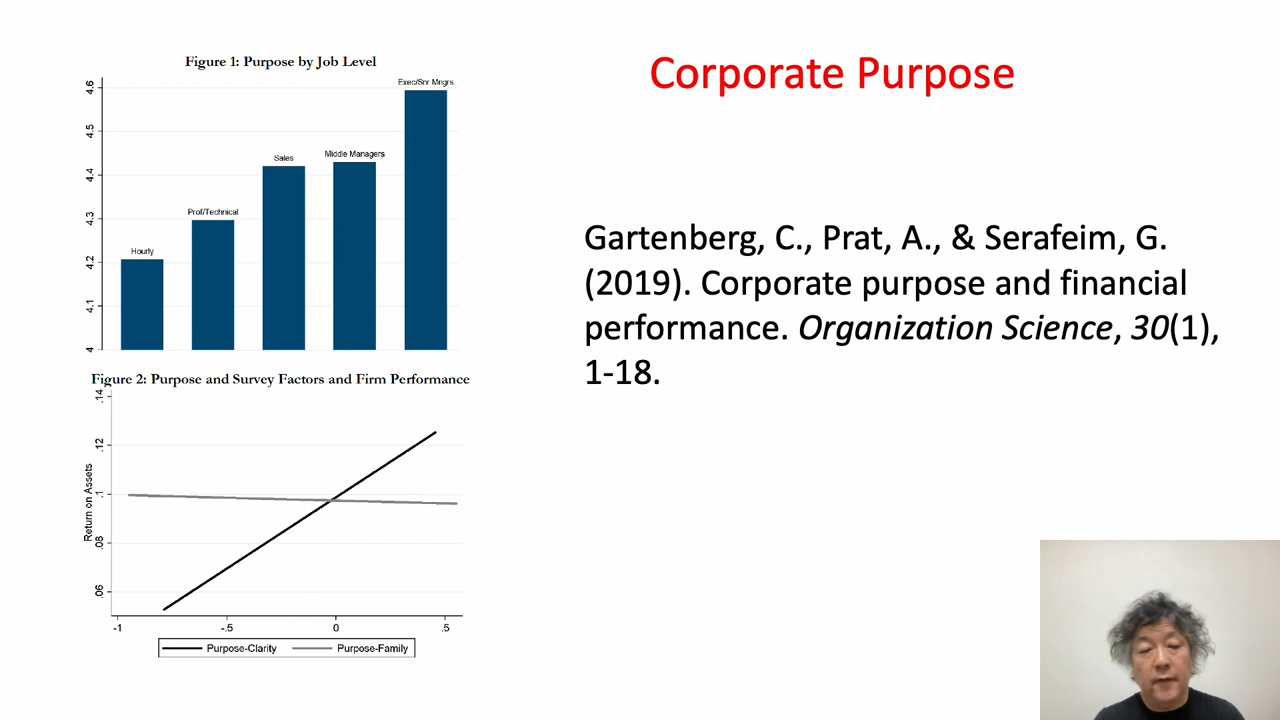 Figure 1: Purpose by Job Level
4.6
4.5
4.4
4.3
4.2
4.1
4
Hourly
Prof/Technical
Sales
Middle Managers
Exec/Snr Mngrs
Figure 2: Purpose and Survey Factors and Firm Performance
Return on Assets
.14
.12
.1
.08
.06
-1
-.5
0
.5
Purpose-Clarity
Purpose-Family
Corporate Purpose
Gartenberg, C., Prat, A., & Serafeim, G.
(2019). Corporate purpose and financial
performance. Organization Science, 30(1),
1-18.